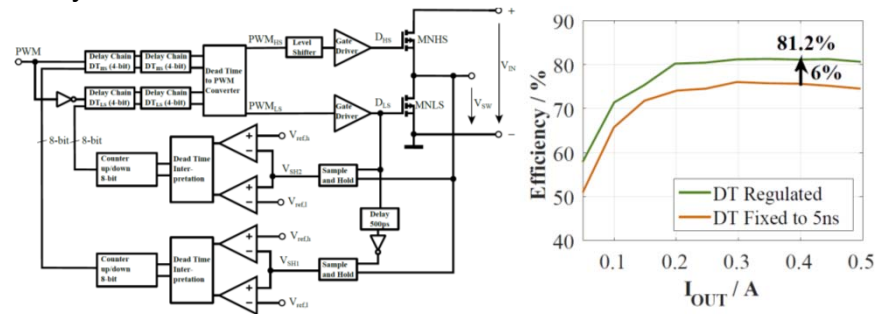 PWM
Delay Chain
DT_HS (4-bit)
Delay Chain
DT_HS (4-bit)
Delay Chain
DT_LS (4-bit)
Delay Chain
DT_LS (4-bit)
Dead Time
to PWM
Converter
PWM_HS
Level
Shifter
Gate
Driver
D_HS
MNHS
+
V_IN
PWM_LS
Gate
Driver
D_LS
MNLS
V_SW
−
8-bit
8-bit
Counter
up/down
8-bit
Dead
Time
Inter-
pretation
+
−
+
−
V_ref,h
V_SH2
V_ref,l
Sample
and Hold
Delay
500ps
Counter
up/down
8-bit
Dead
Time
Inter-
pretation
+
−
+
−
V_ref,h
V_SH1
V_ref,l
Sample
and Hold
Efficiency / %
90
80
70
60
50
40
81.2%
6%
DT Regulated
DT Fixed to 5ns
0.1
0.2
0.3
0.4
0.5
I_OUT / A